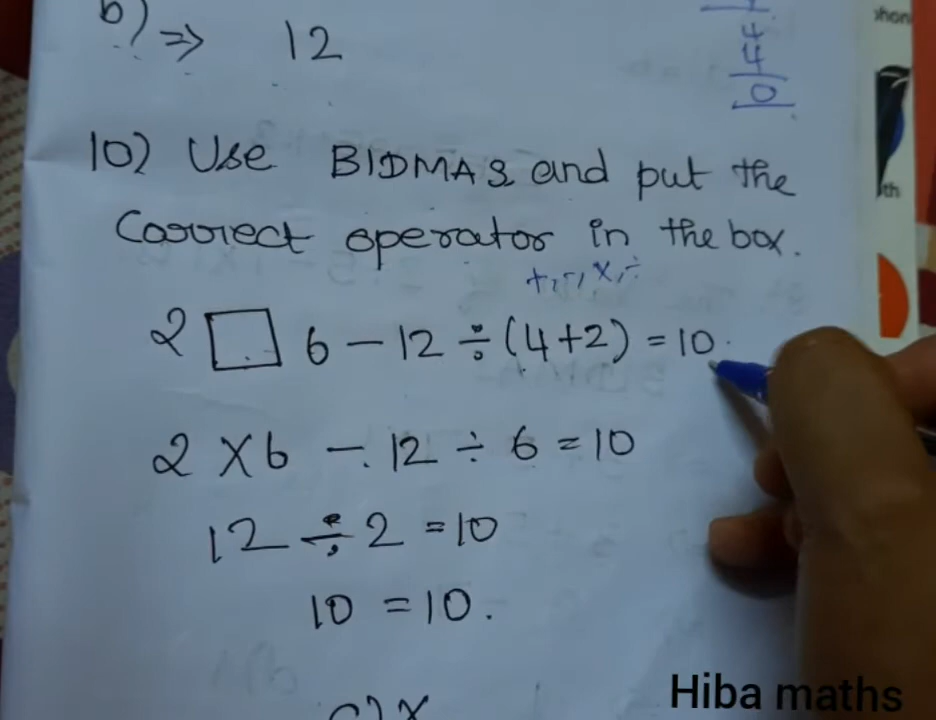 b) ⇒ 12
10) Use BIDMAS and put the
Correct operator in the box.
+, -, ×, ÷
2 □ 6 - 12 ÷ (4+2) = 10.
2 × 6 - 12 ÷ 6 = 10
12 ÷ 2 = 10
10 = 10.
c) ×
Hiba maths